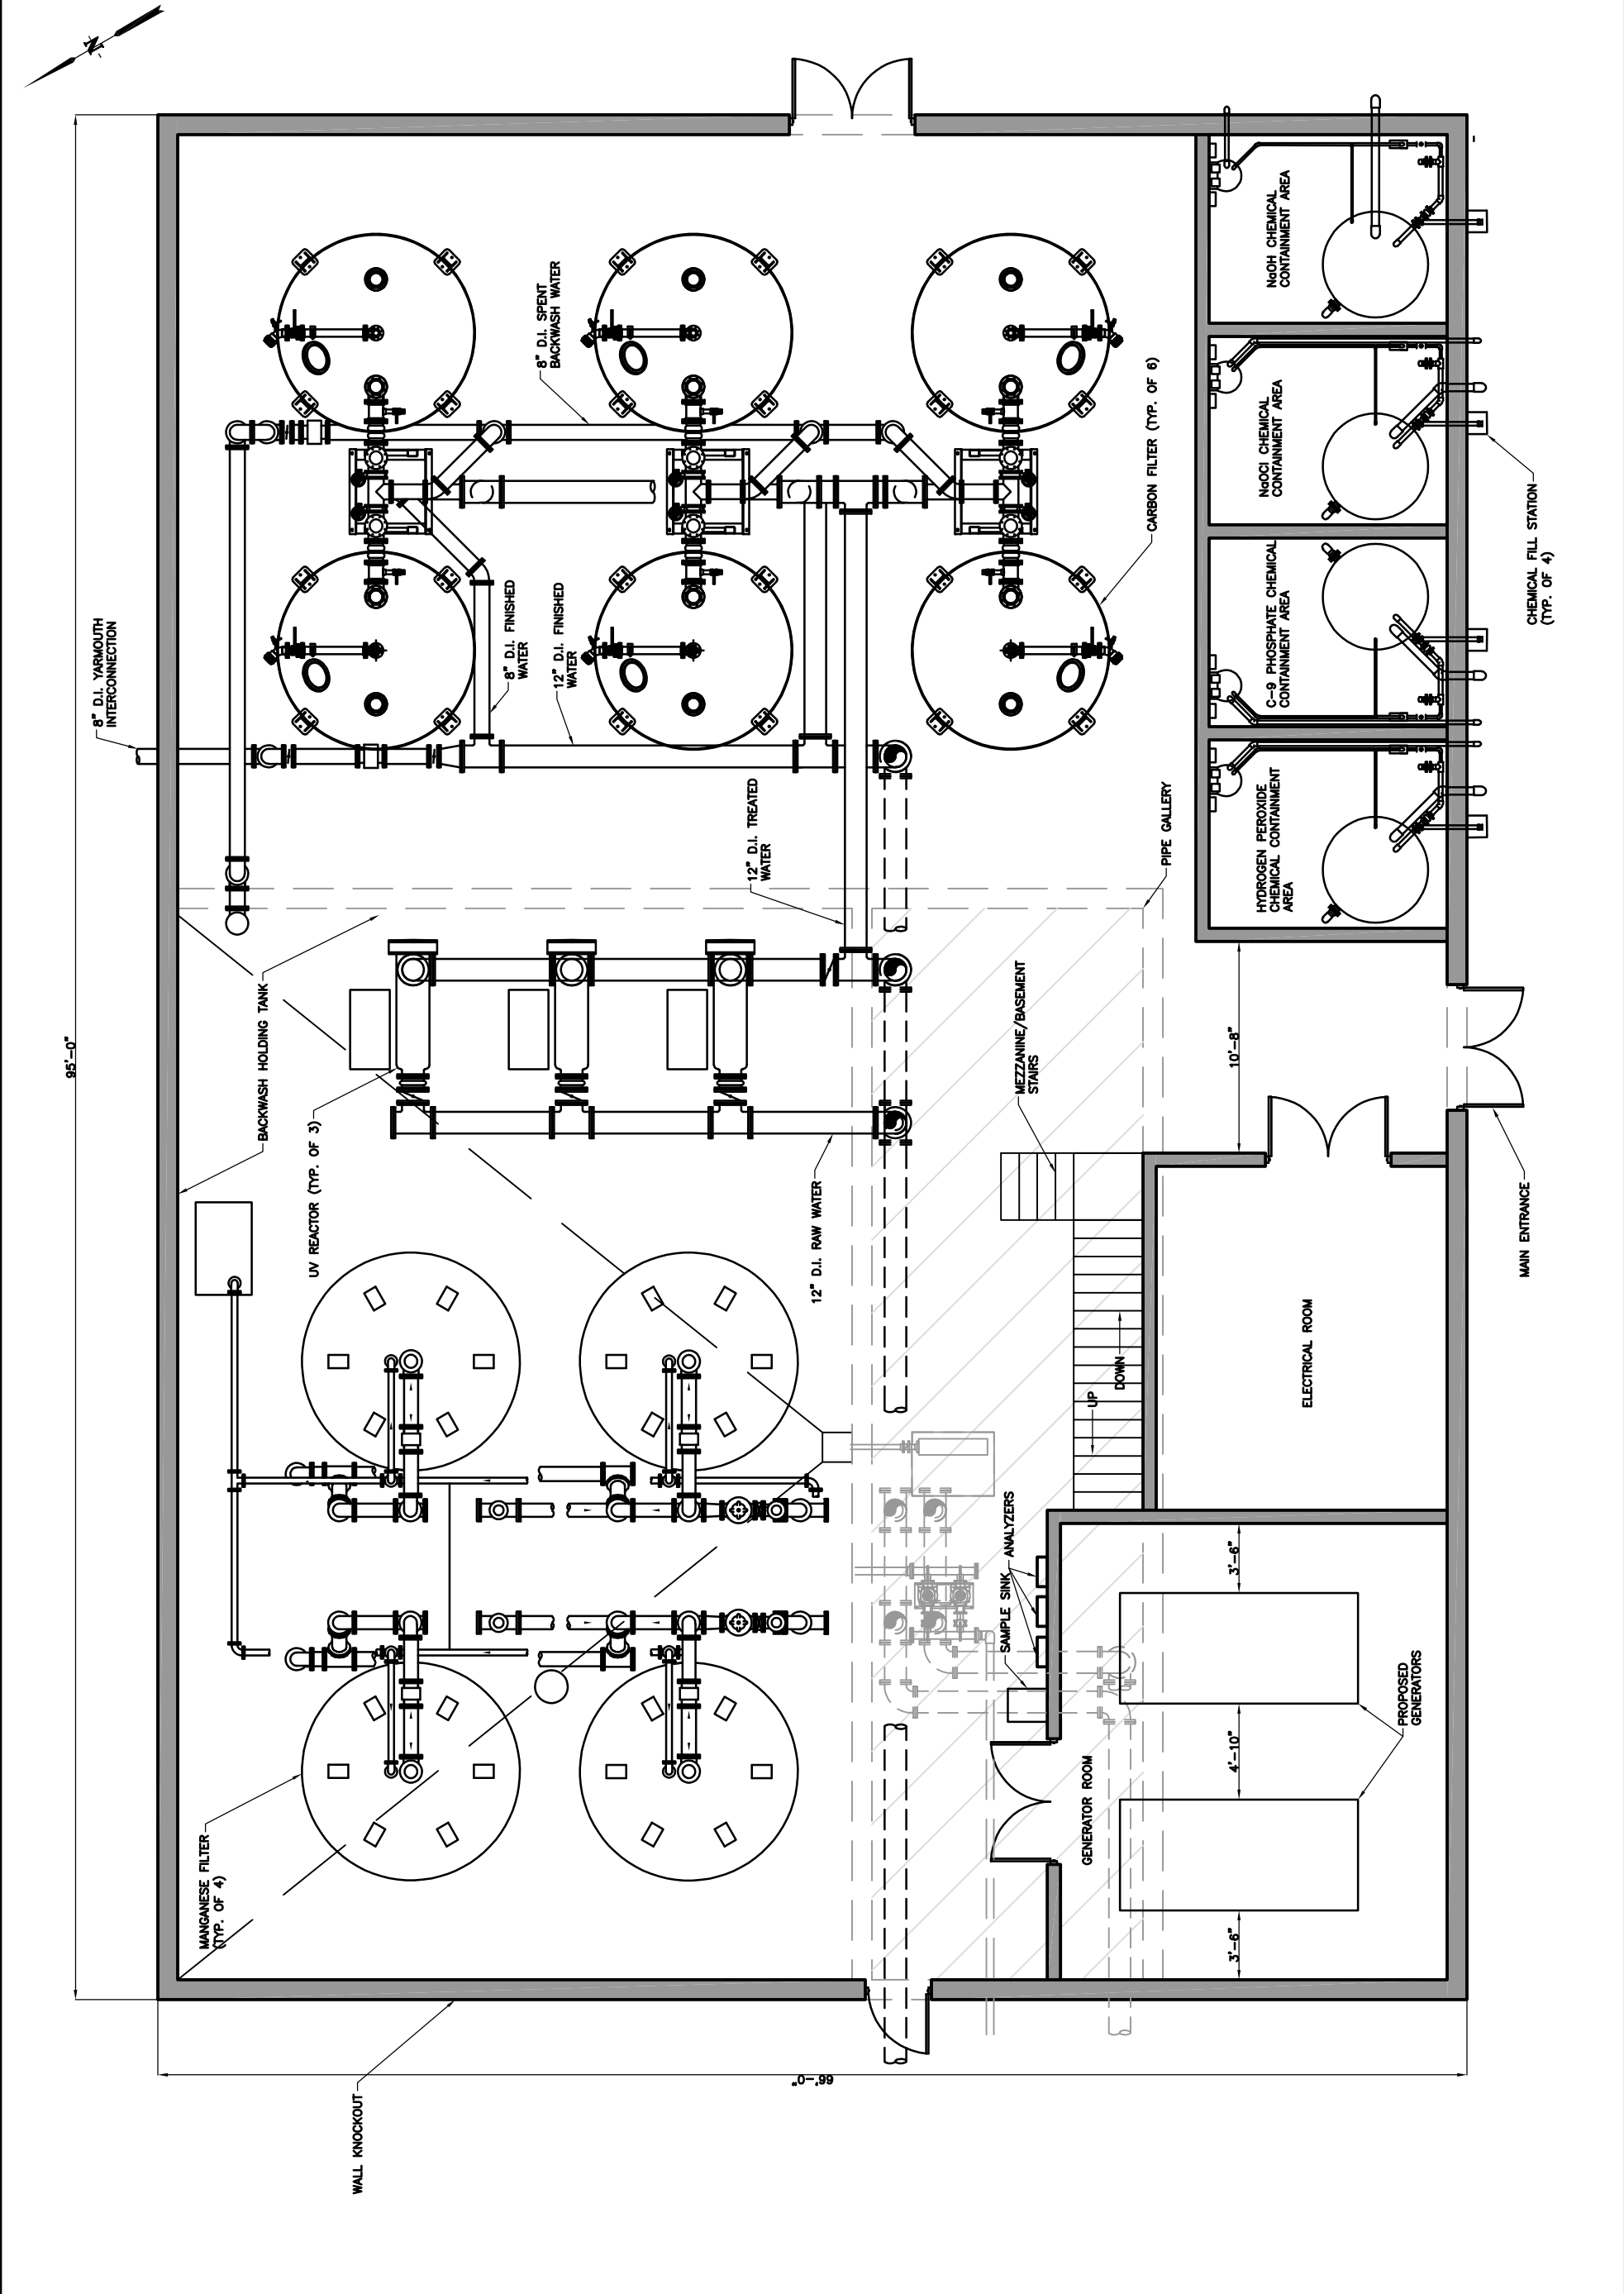 N
8" D.I. YARMOUTH
INTERCONNECTION
8" D.I. SPENT
BACKWASH WATER
8" D.I. FINISHED
WATER
12" D.I. FINISHED
WATER
12" D.I. TREATED
WATER
CARBON FILTER (TYP. OF 6)
PIPE GALLERY
NaOH CHEMICAL
CONTAINMENT AREA
NaOCl CHEMICAL
CONTAINMENT AREA
C-9 PHOSPHATE CHEMICAL
CONTAINMENT AREA
HYDROGEN PEROXIDE
CHEMICAL CONTAINMENT
AREA
CHEMICAL FILL STATION
(TYP. OF 4)
95'-0"
BACKWASH HOLDING TANK
UV REACTOR (TYP. OF 3)
12" D.I. RAW WATER
MEZZANINE/BASEMENT
STAIRS
10'-8"
MAIN ENTRANCE
ELECTRICAL ROOM
DOWN
UP
ANALYZERS
SAMPLE SINK
3'-6"
4'-10"
3'-6"
PROPOSED
GENERATORS
GENERATOR ROOM
MANGANESE FILTER
(TYP. OF 4)
66'-0"
WALL KNOCKOUT